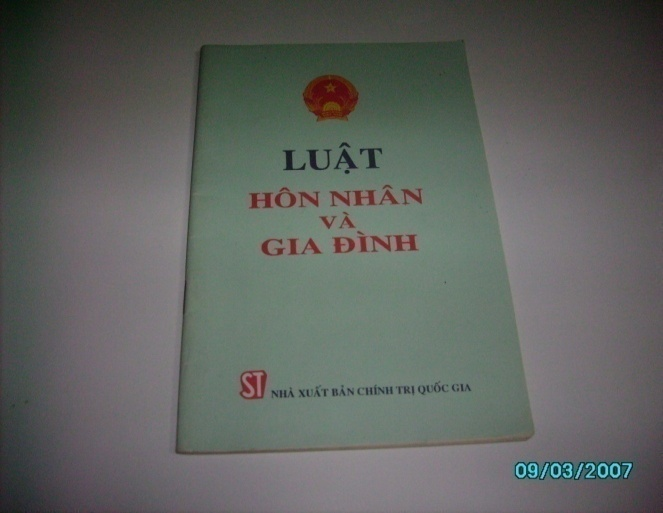 LUẬT
HÔN NHÂN
VÀ
GIA ĐÌNH
ST NHÀ XUẤT BẢN CHÍNH TRỊ QUỐC GIA
09/03/2007